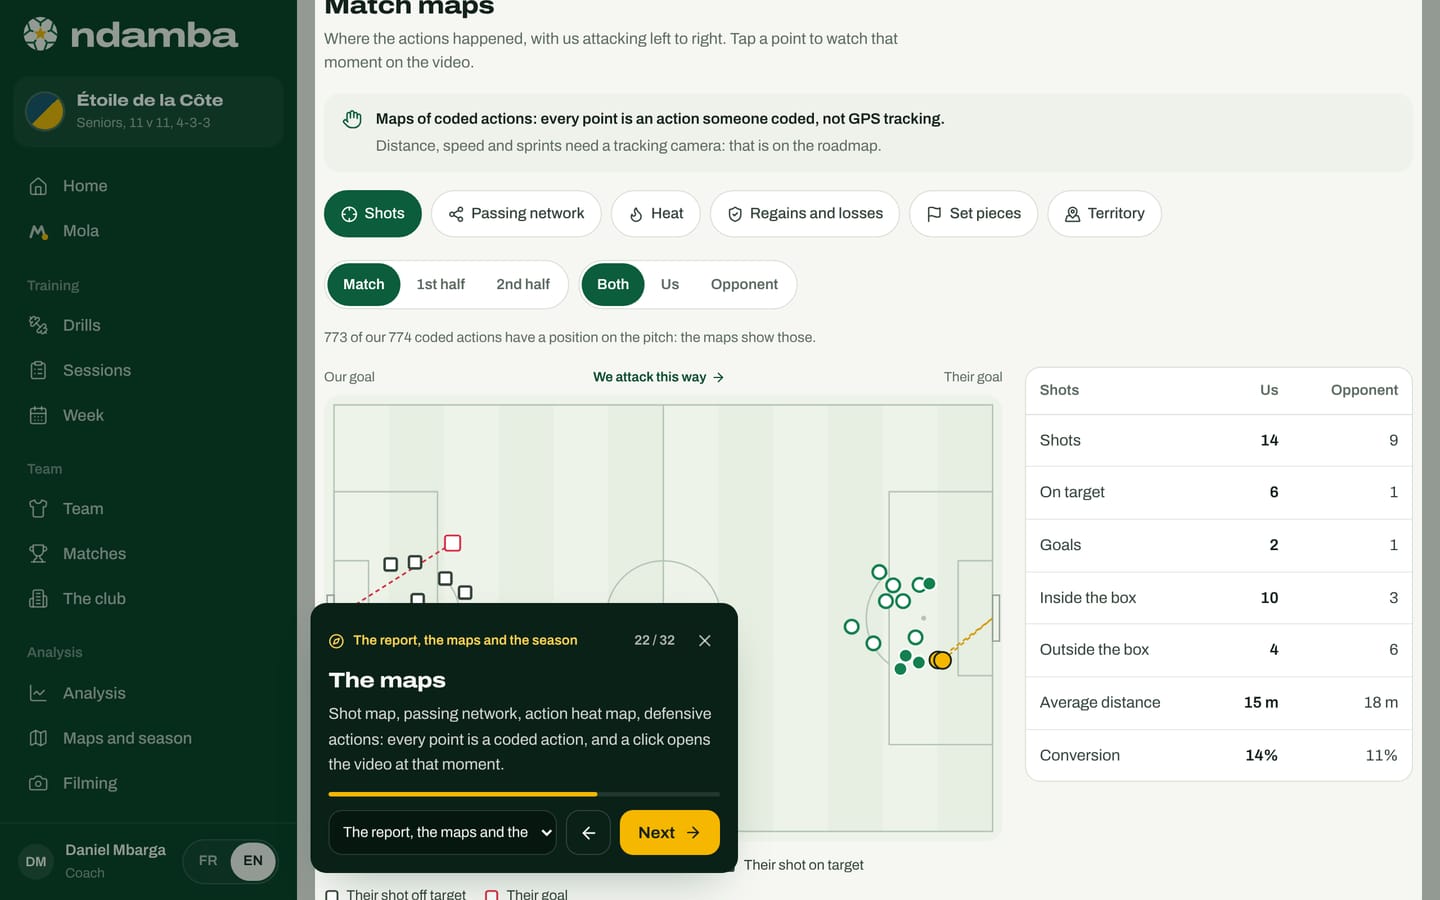 ndamba
Étoile de la Côte
Seniors, 11 v 11, 4-3-3
Home
Mola
Training
Drills
Sessions
Week
Team
Team
Matches
The club
Analysis
Analysis
Maps and season
Filming
DM
Daniel Mbarga
Coach
FR
EN
Match maps
Where the actions happened, with us attacking left to right. Tap a point to watch that
moment on the video.
Maps of coded actions: every point is an action someone coded, not GPS tracking.
Distance, speed and sprints need a tracking camera: that is on the roadmap.
Shots
Passing network
Heat
Regains and losses
Set pieces
Territory
Match
1st half
2nd half
Both
Us
Opponent
773 of our 774 coded actions have a position on the pitch: the maps show those.
Our goal
We attack this way →
Their goal
Shots Us Opponent
Shots 14 9
On target 6 1
Goals 2 1
Inside the box 10 3
Outside the box 4 6
Average distance 15 m 18 m
Conversion 14% 11%
The report, the maps and the season
22 / 32
The maps
Shot map, passing network, action heat map, defensive
actions: every point is a coded action, and a click opens
the video at that moment.
The report, the maps and the
Next →
Their shot on target
Their shot off target
Their goal